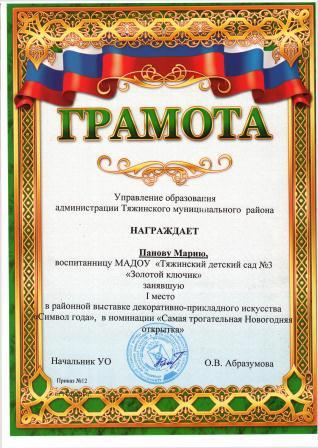 ГРАМОТА
Управление образования
администрации Тяжинского муниципального района
НАГРАЖДАЕТ
Панову Марию,
воспитанницу МАДОУ «Тяжинский детский сад №3
«Золотой ключик»
занявшую
I место
в районной выставке декоративно-прикладного искусства
«Символ года», в номинации «Самая трогательная Новогодняя
открытка»
Начальник УО О.В. Абразумова
Приказ №12